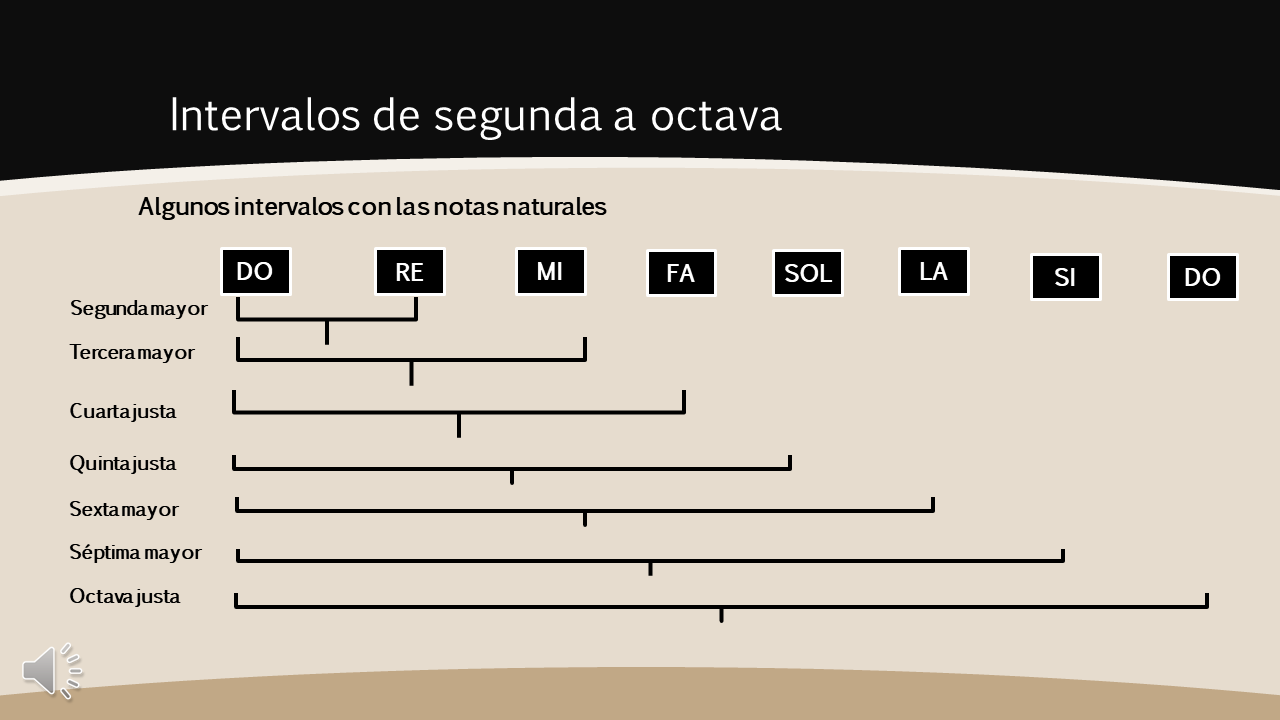 Intervalos de segunda a octava
Algunos intervalos con las notas naturales
DO RE MI FA SOL LA SI DO
Segunda mayor
Tercera mayor
Cuarta justa
Quinta justa
Sexta mayor
Séptima mayor
Octava justa